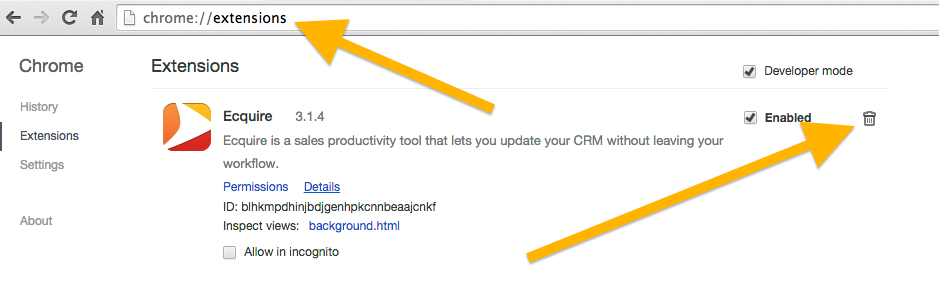 chrome://extensions
Chrome
Extensions
Developer mode
History
Extensions
Settings
About
Ecquire 3.1.4
Enabled
Ecquire is a sales productivity tool that lets you update your CRM without leaving your
workflow.
Permissions Details
ID: blhkmpdhinjbdjgenhpkcnnbeaajcnkf
Inspect views: background.html
Allow in incognito